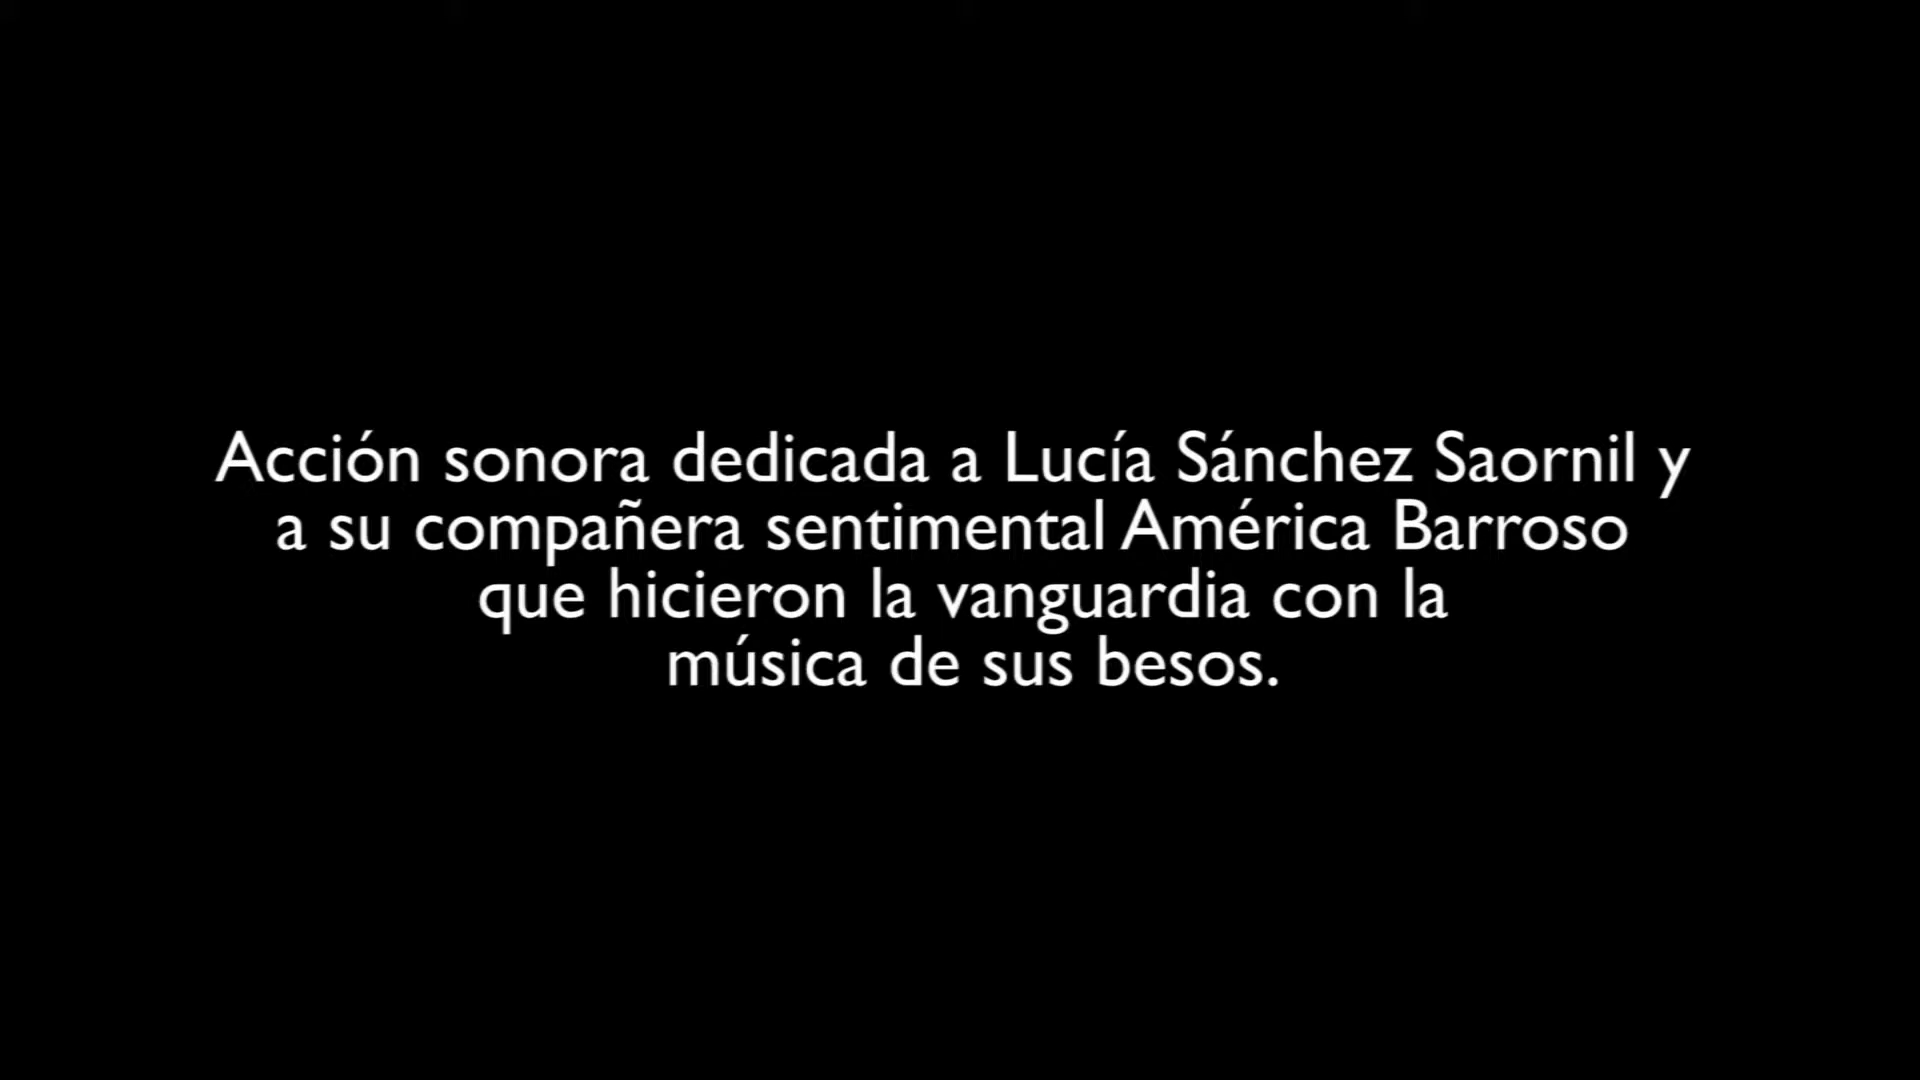 Acción sonora dedicada a Lucía Sánchez Saornil y
a su compañera sentimental América Barroso
que hicieron la vanguardia con la
música de sus besos.